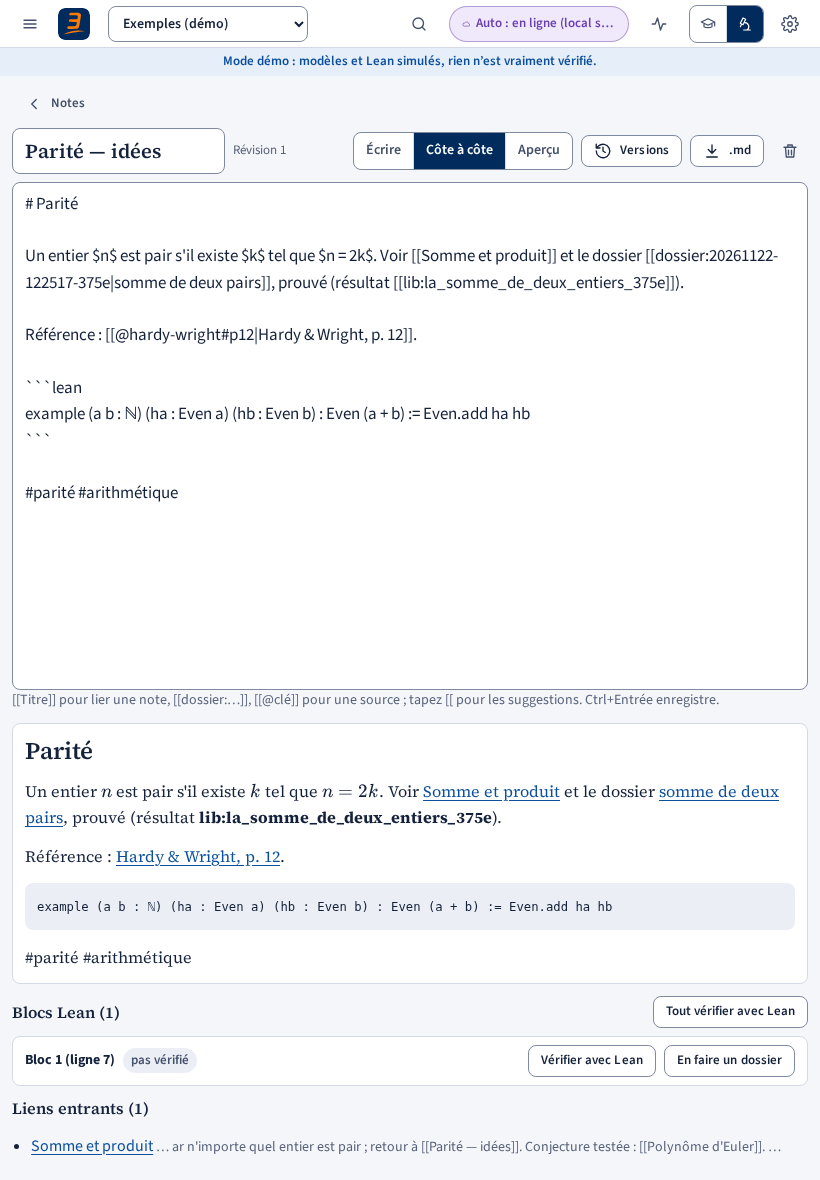 Exemples (démo)
Auto : en ligne (local s…
Mode démo : modèles et Lean simulés, rien n’est vraiment vérifié.
Notes
Parité — idées
Révision 1
Écrire
Côte à côte
Aperçu
Versions
.md
# Parité
Un entier $n$ est pair s'il existe $k$ tel que $n = 2k$. Voir [[Somme et produit]] et le dossier [[dossier:20261122-
122517-375e|somme de deux pairs]], prouvé (résultat [[lib:la_somme_de_deux_entiers_375e]]).
Référence : [[@hardy-wright#p12|Hardy & Wright, p. 12]].
```lean
example (a b : ℕ) (ha : Even a) (hb : Even b) : Even (a + b) := Even.add ha hb
```
#parité #arithmétique
[[Titre]] pour lier une note, [[dossier:…]], [[@clé]] pour une source ; tapez [[ pour les suggestions. Ctrl+Entrée enregistre.
Parité
Un entier n est pair s'il existe k tel que n = 2k. Voir Somme et produit et le dossier somme de deux
pairs, prouvé (résultat lib:la_somme_de_deux_entiers_375e).
Référence : Hardy & Wright, p. 12.
example (a b : ℕ) (ha : Even a) (hb : Even b) : Even (a + b) := Even.add ha hb
#parité #arithmétique
Blocs Lean (1)
Tout vérifier avec Lean
Bloc 1 (ligne 7)
pas vérifié
Vérifier avec Lean
En faire un dossier
Liens entrants (1)
Somme et produit … ar n'importe quel entier est pair ; retour à [[Parité — idées]]. Conjecture testée : [[Polynôme d'Euler]]. …